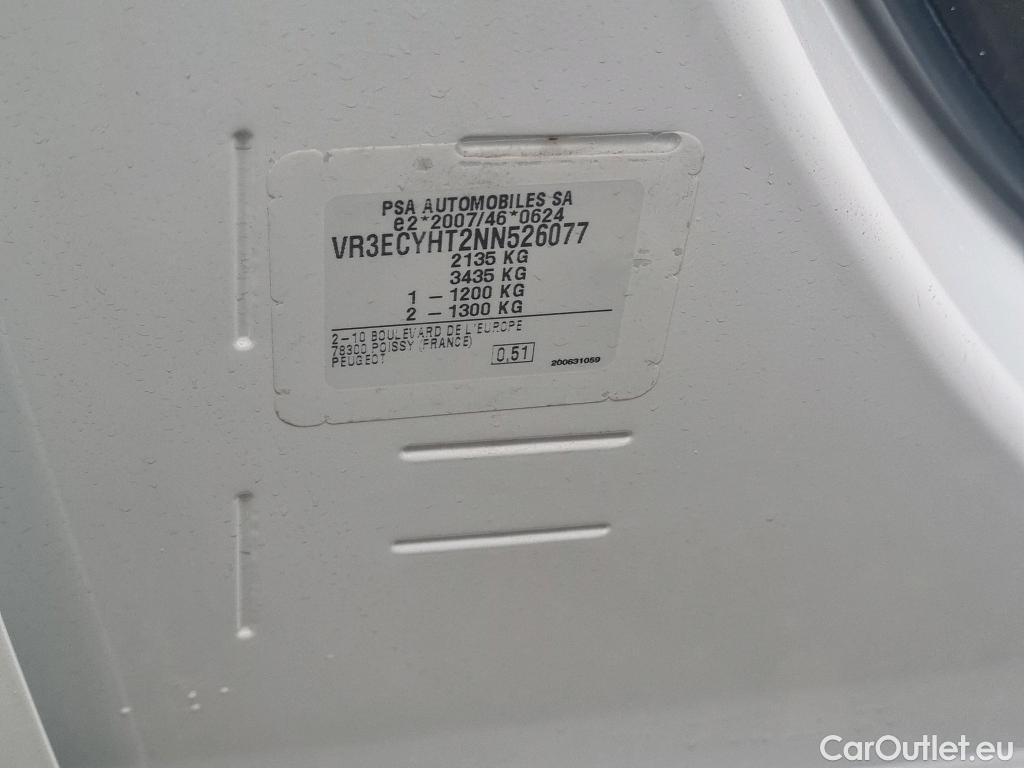 PSA AUTOMOBILES SA
e2*2007/46*0624
VR3ECYHT2NN526077
2135 KG
3435 KG
1 - 1200 KG
2 - 1300 KG
2-10 BOULEVARD DE L'EUROPE
78300 POISSY (FRANCE)
PEUGEOT
0,51
200631059
CarOutlet.eu